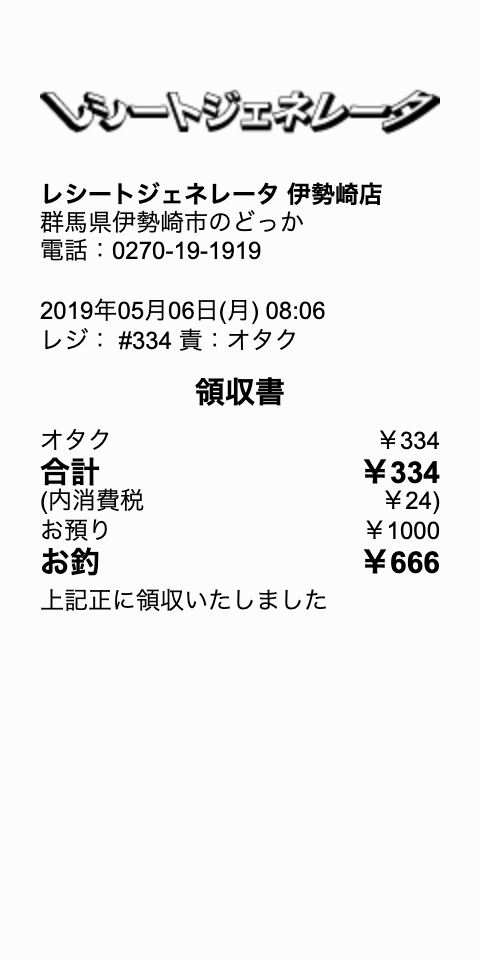 レシートジェネレータ
レシートジェネレータ 伊勢崎店
群馬県伊勢崎市のどっか
電話：0270-19-1919
2019年05月06日(月) 08:06
レジ： #334 責：オタク
領収書
オタク ￥334
合計 ￥334
(内消費税 ￥24)
お預り ￥1000
お釣 ￥666
上記正に領収いたしました